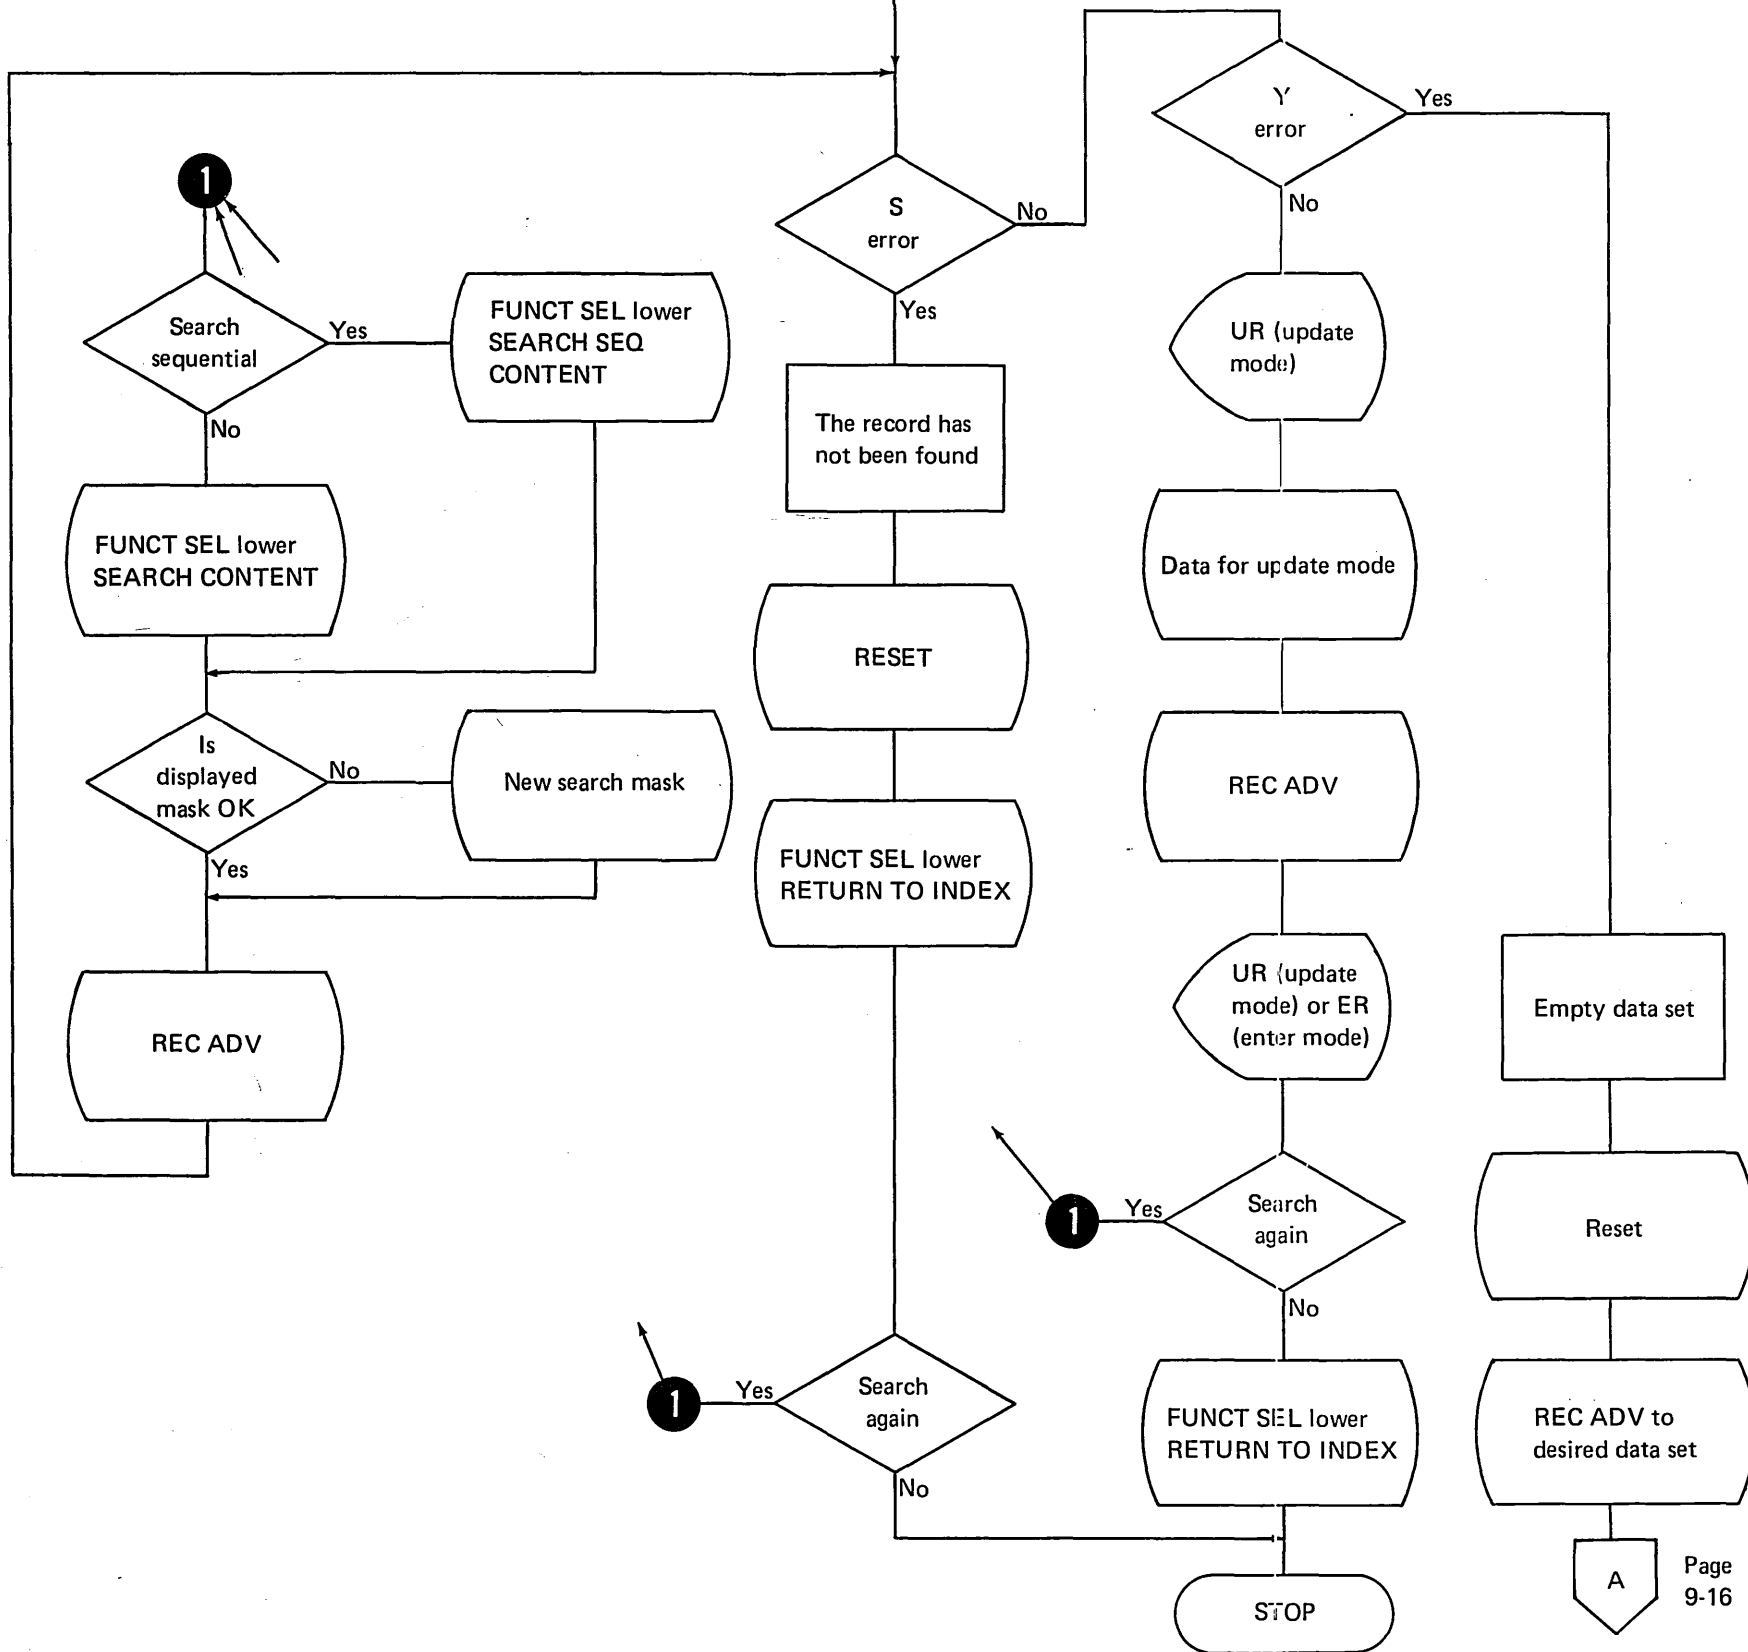 1
Search
sequential
Yes
No
FUNCT SEL lower
SEARCH SEQ
CONTENT
FUNCT SEL lower
SEARCH CONTENT
Is
displayed
mask OK
No
Yes
New search mask
REC ADV
S
error
No
Yes
The record has
not been found
RESET
FUNCT SEL lower
RETURN TO INDEX
Search
again
Yes
1
No
Y
error
Yes
No
UR (update
mode)
Data for update mode
REC ADV
UR (update
mode) or ER
(enter mode)
Search
again
Yes
1
No
FUNCT SEL lower
RETURN TO INDEX
STOP
Empty data set
Reset
REC ADV to
desired data set
A
Page
9-16